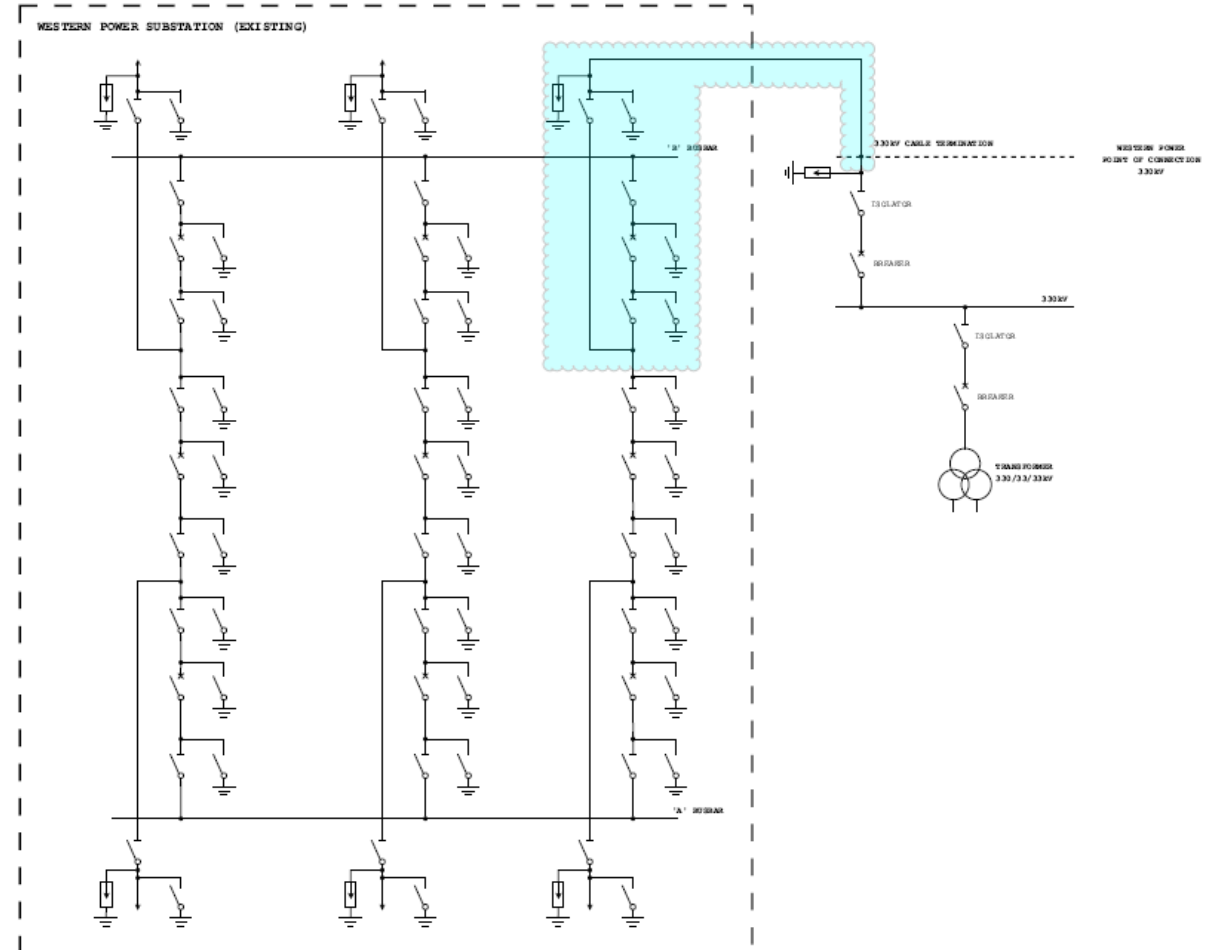 WESTERN POWER SUBSTATION (EXISTING)
'B' BUSBAR
330kV CABLE TERMINATION
WESTERN POWER
POINT OF CONNECTION
330kV
ISOLATOR
BREAKER
330kV
ISOLATOR
BREAKER
TRANSFORMER
330/33/33kV
'A' BUSBAR